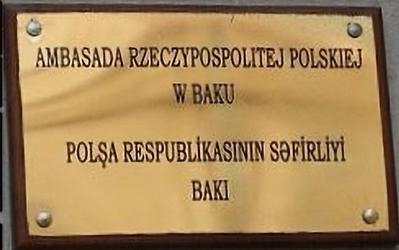 AMBASADA RZECZYPOSPOLITEJ POLSKIEJ
W BAKU
POLŞA RESPUBLİKASININ SƏFİRLİYİ
BAKI